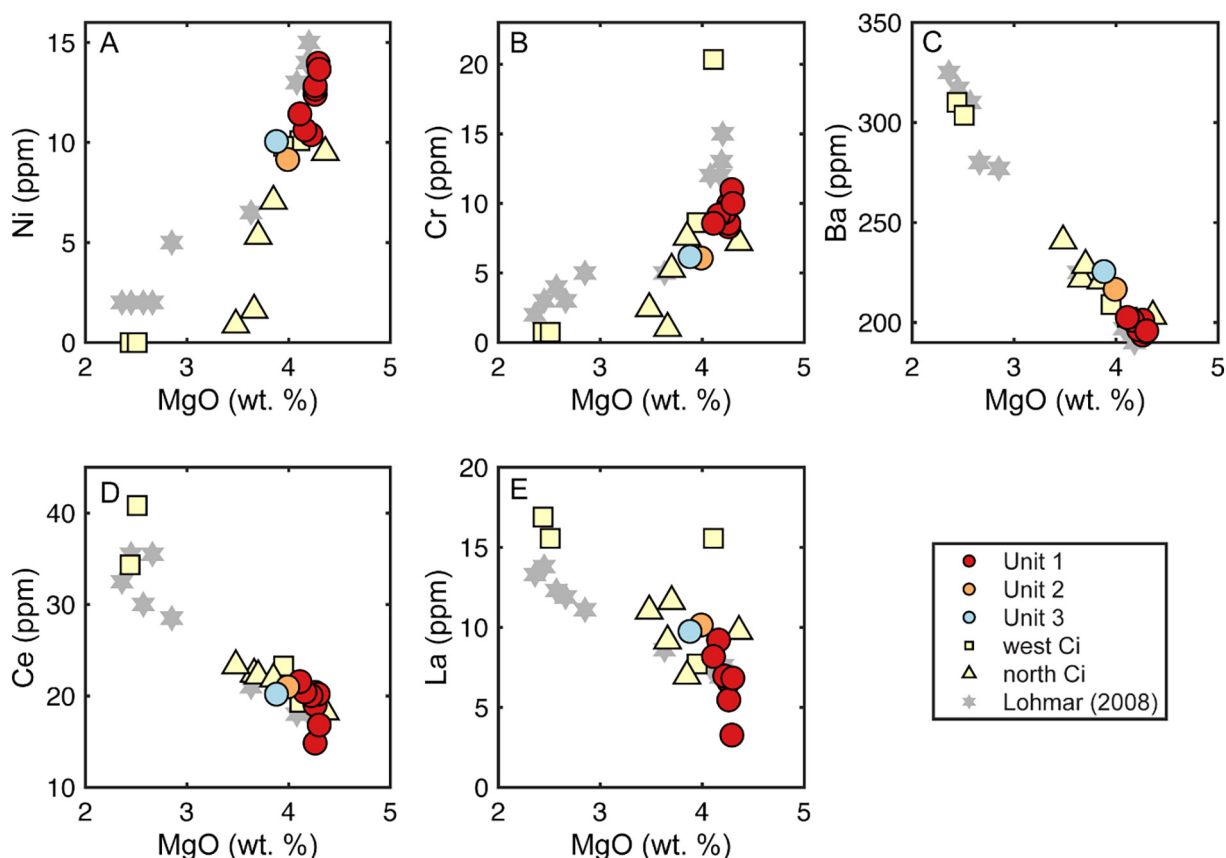 A
Ni (ppm)
15
10
5
0
2
3
4
5
MgO (wt. %)
B
Cr (ppm)
20
15
10
5
0
2
3
4
5
MgO (wt. %)
C
Ba (ppm)
350
300
250
200
2
3
4
5
MgO (wt. %)
D
Ce (ppm)
40
30
20
10
2
3
4
5
MgO (wt. %)
E
La (ppm)
20
15
10
5
0
2
3
4
5
MgO (wt. %)
Unit 1
Unit 2
Unit 3
west Ci
north Ci
Lohmar (2008)